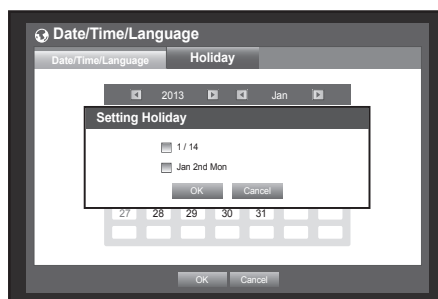 Date/Time/Language
Date/Time/Language Holiday
2013 Jan
Setting Holiday
1 / 14
Jan 2nd Mon
OK Cancel
27 28 29 30 31
OK Cancel